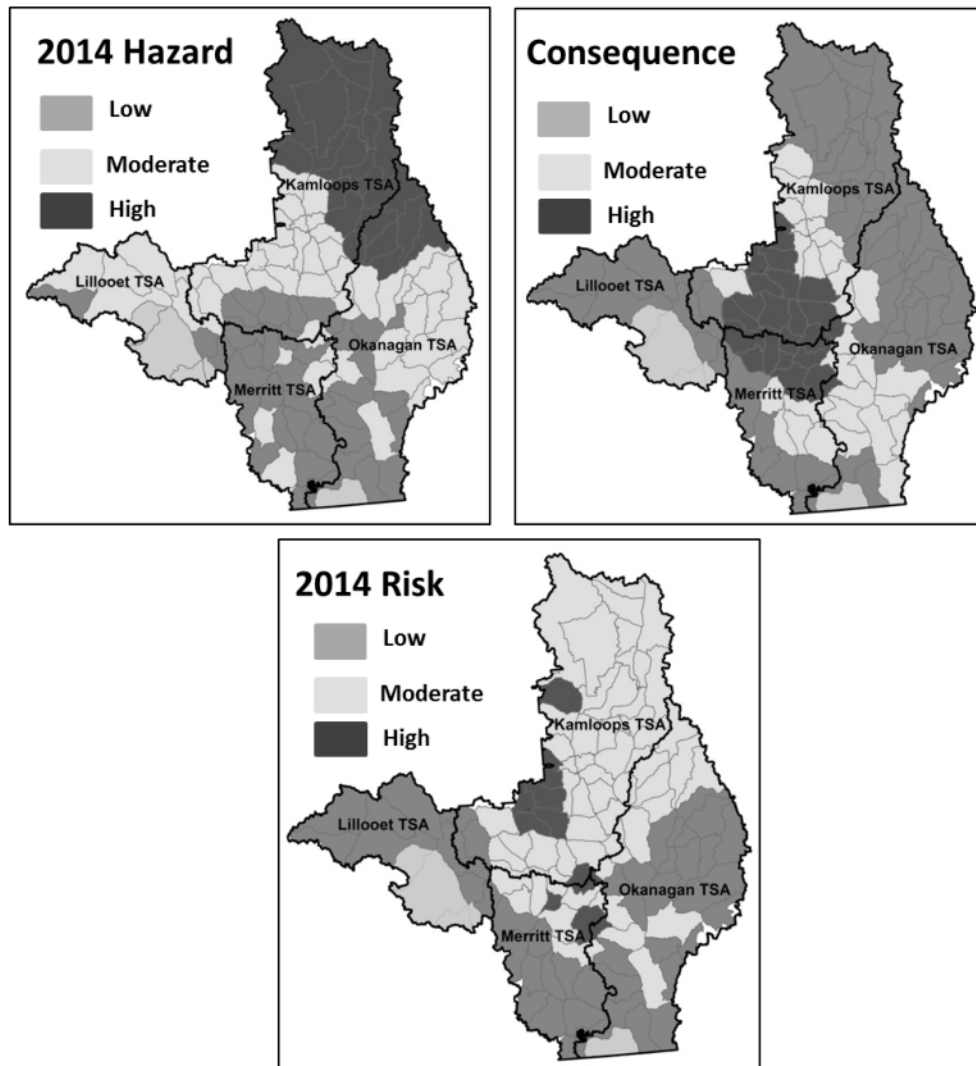 2014 Hazard
Low
Moderate
High
Kamloops TSA
Lillooet TSA
Okanagan TSA
Merritt TSA
Consequence
Low
Moderate
High
Kamloops TSA
Lillooet TSA
Okanagan TSA
Merritt TSA
2014 Risk
Low
Moderate
High
Kamloops TSA
Lillooet TSA
Okanagan TSA
Merritt TSA